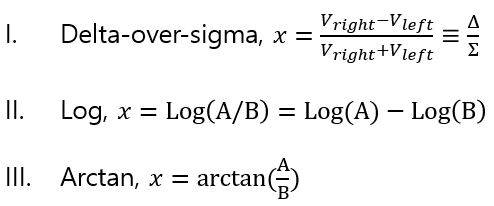 I. Delta-over-sigma, x = (V_right−V_left)/(V_right+V_left) ≡ Δ/Σ
II. Log, x = Log(A/B) = Log(A) − Log(B)
III. Arctan, x = arctan(A/B)